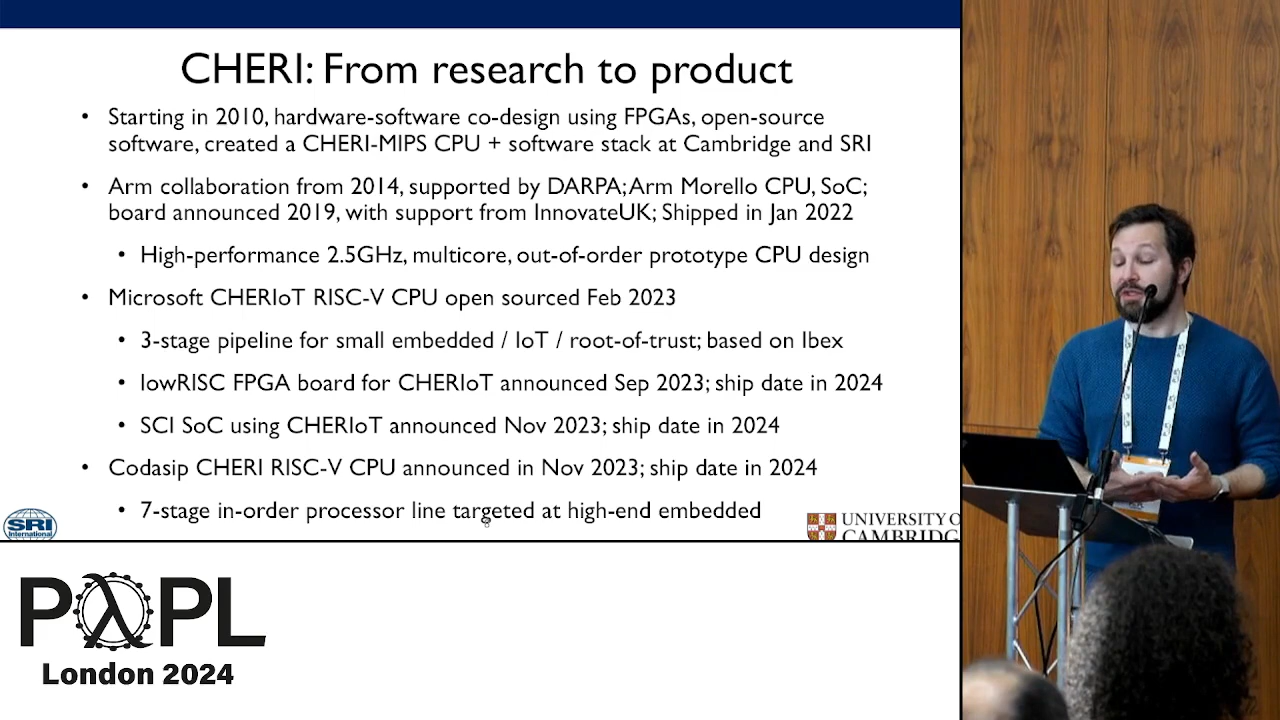 CHERI: From research to product
• Starting in 2010, hardware-software co-design using FPGAs, open-source
software, created a CHERI-MIPS CPU + software stack at Cambridge and SRI
• Arm collaboration from 2014, supported by DARPA; Arm Morello CPU, SoC;
board announced 2019, with support from InnovateUK; Shipped in Jan 2022
• High-performance 2.5GHz, multicore, out-of-order prototype CPU design
• Microsoft CHERIoT RISC-V CPU open sourced Feb 2023
• 3-stage pipeline for small embedded / IoT / root-of-trust; based on Ibex
• lowRISC FPGA board for CHERIoT announced Sep 2023; ship date in 2024
• SCI SoC using CHERIoT announced Nov 2023; ship date in 2024
• Codasip CHERI RISC-V CPU announced in Nov 2023; ship date in 2024
• 7-stage in-order processor line targeted at high-end embedded
SRI
International
UNIVERSITY O
CAMBRIDG
PλPL
London 2024